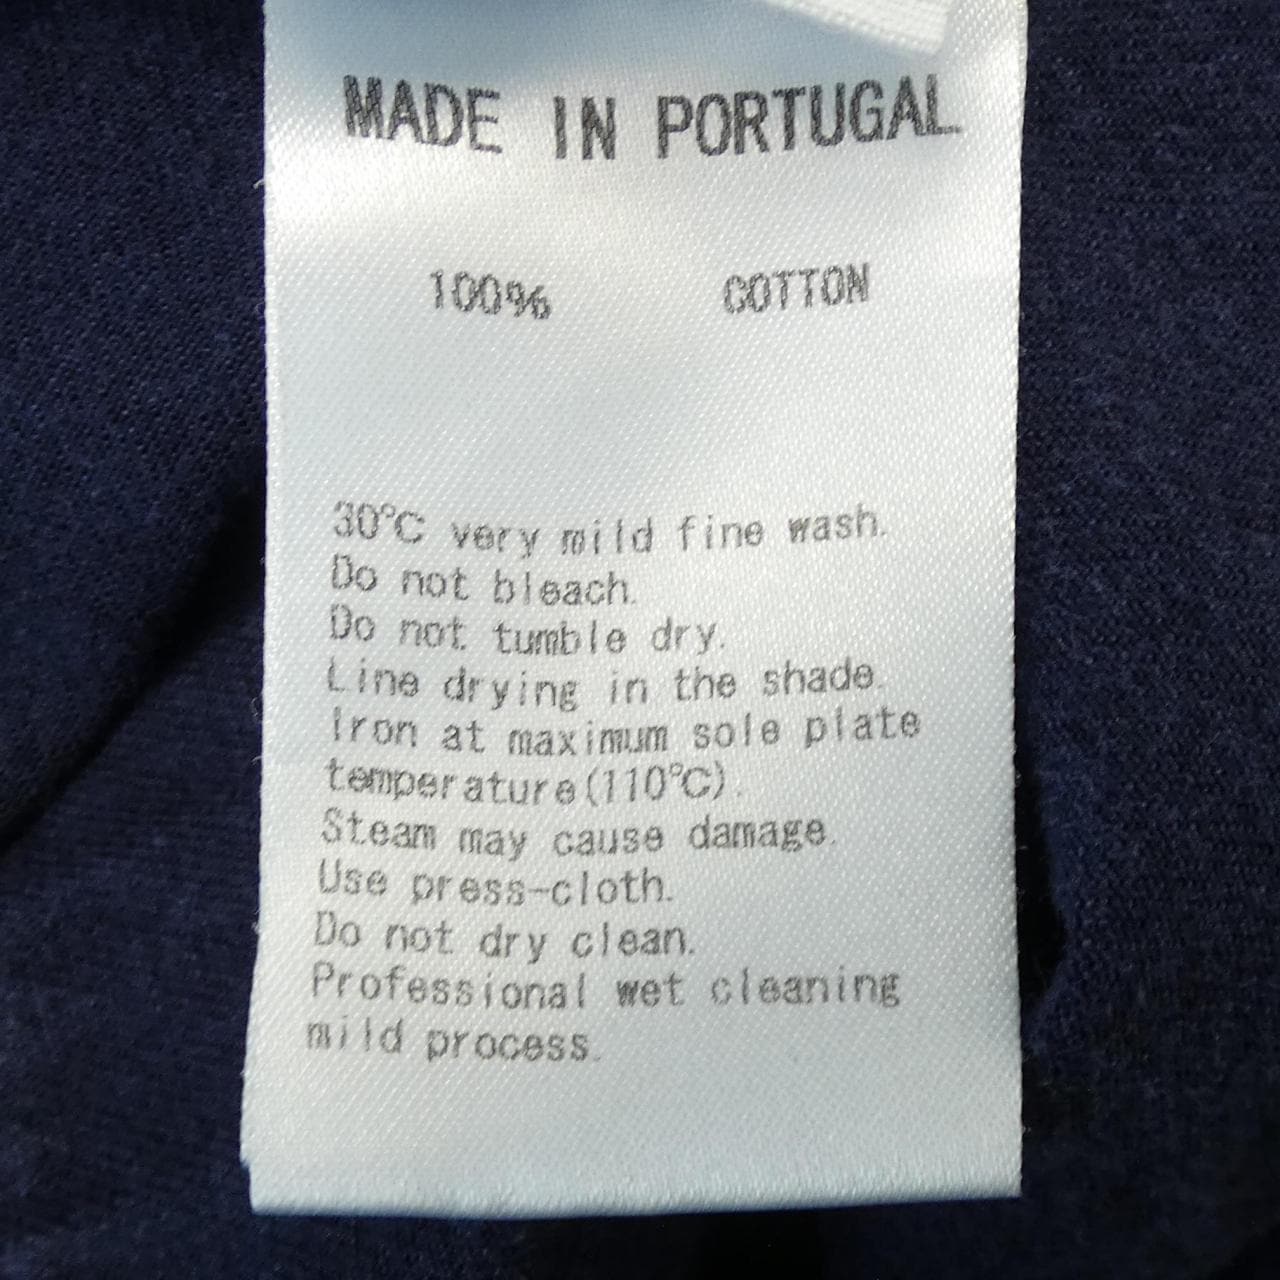 MADE IN PORTUGAL
100% COTTON
30℃ very mild fine wash.
Do not bleach.
Do not tumble dry.
Line drying in the shade.
Iron at maximum sole plate
temperature(110℃).
Steam may cause damage.
Use press-cloth.
Do not dry clean.
Professional wet cleaning
mild process.